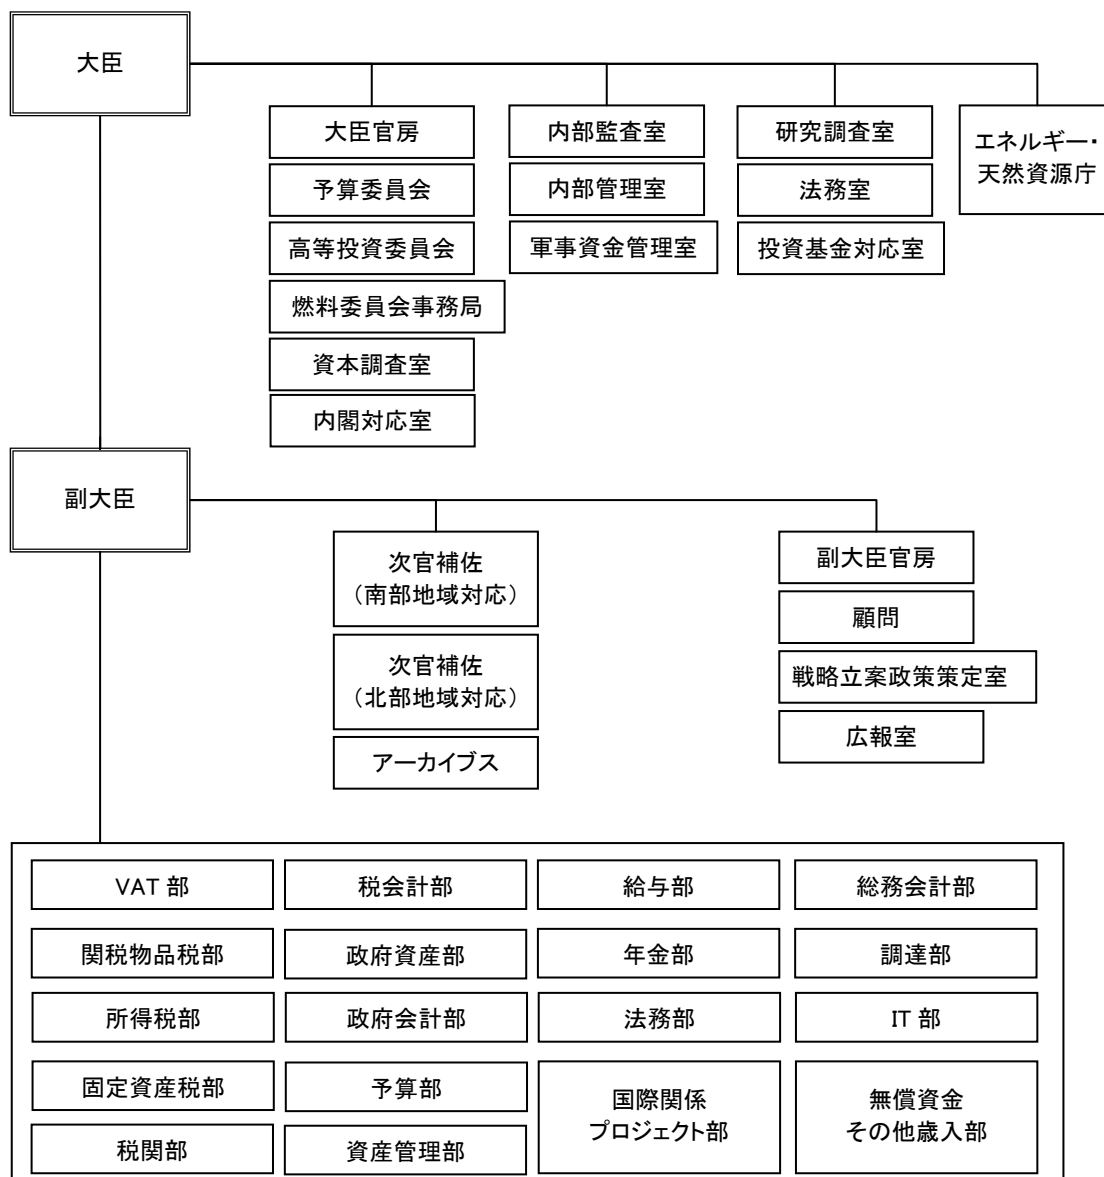 大臣
大臣官房
予算委員会
高等投資委員会
燃料委員会事務局
資本調査室
内閣対応室
内部監査室
内部管理室
軍事資金管理室
研究調査室
法務室
投資基金対応室
エネルギー・
天然資源庁
副大臣
次官補佐
(南部地域対応)
次官補佐
(北部地域対応)
アーカイブス
副大臣官房
顧問
戦略立案政策策定室
広報室
VAT 部
関税物品税部
所得税部
固定資産税部
税関部
税会計部
政府資産部
政府会計部
予算部
資産管理部
給与部
年金部
法務部
国際関係
プロジェクト部
総務会計部
調達部
IT 部
無償資金
その他歳入部